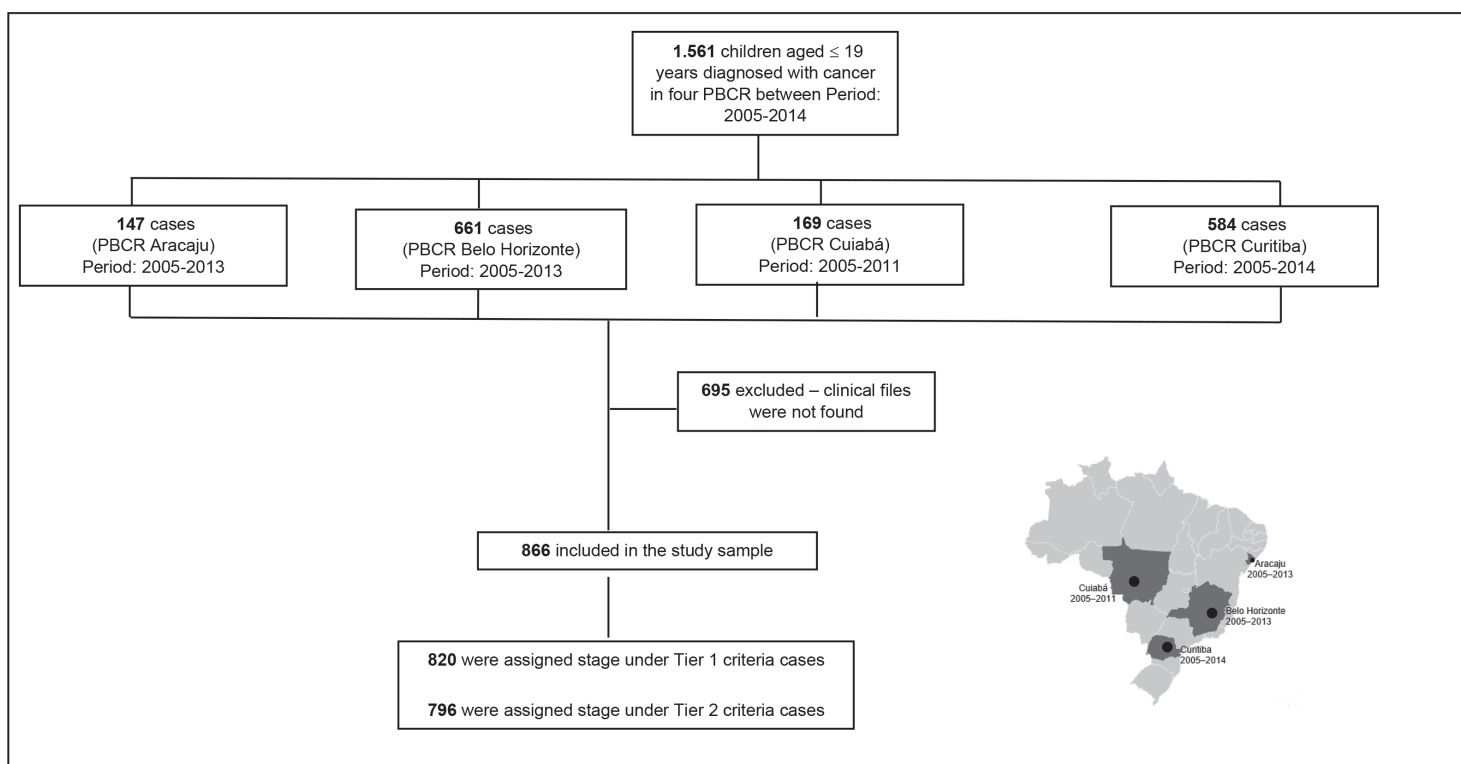 1.561 children aged ≤ 19
years diagnosed with cancer
in four PBCR between Period:
2005-2014
147 cases
(PBCR Aracaju)
Period: 2005-2013
661 cases
(PBCR Belo Horizonte)
Period: 2005-2013
169 cases
(PBCR Cuiabá)
Period: 2005-2011
584 cases
(PBCR Curitiba)
Period: 2005-2014
695 excluded – clinical files
were not found
866 included in the study sample
820 were assigned stage under Tier 1 criteria cases
796 were assigned stage under Tier 2 criteria cases
Aracaju
2005–2013
Cuiabá
2005–2011
Belo Horizonte
2005–2013
Curitiba
2005–2014